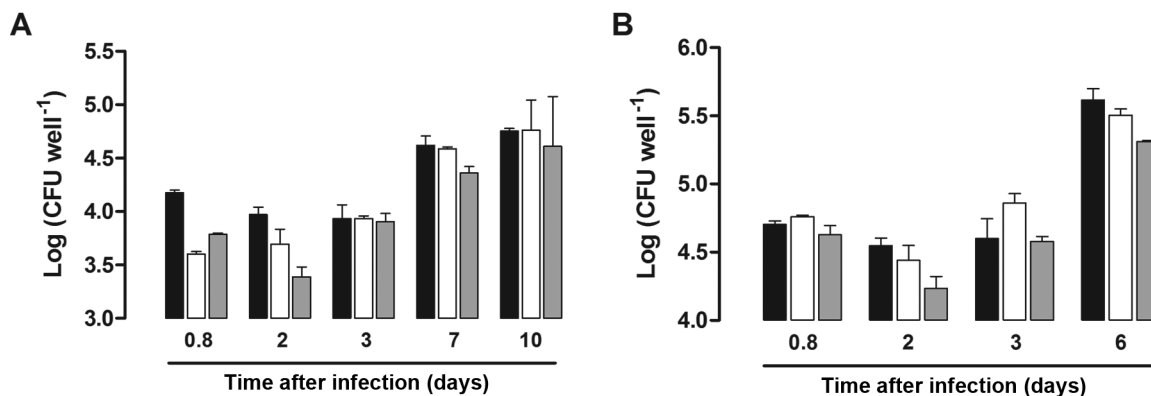 A
Log (CFU well-1)
5.5
5.0
4.5
4.0
3.5
3.0
0.8 2 3 7 10
Time after infection (days)
B
Log (CFU well-1)
6.0
5.5
5.0
4.5
4.0
0.8 2 3 6
Time after infection (days)